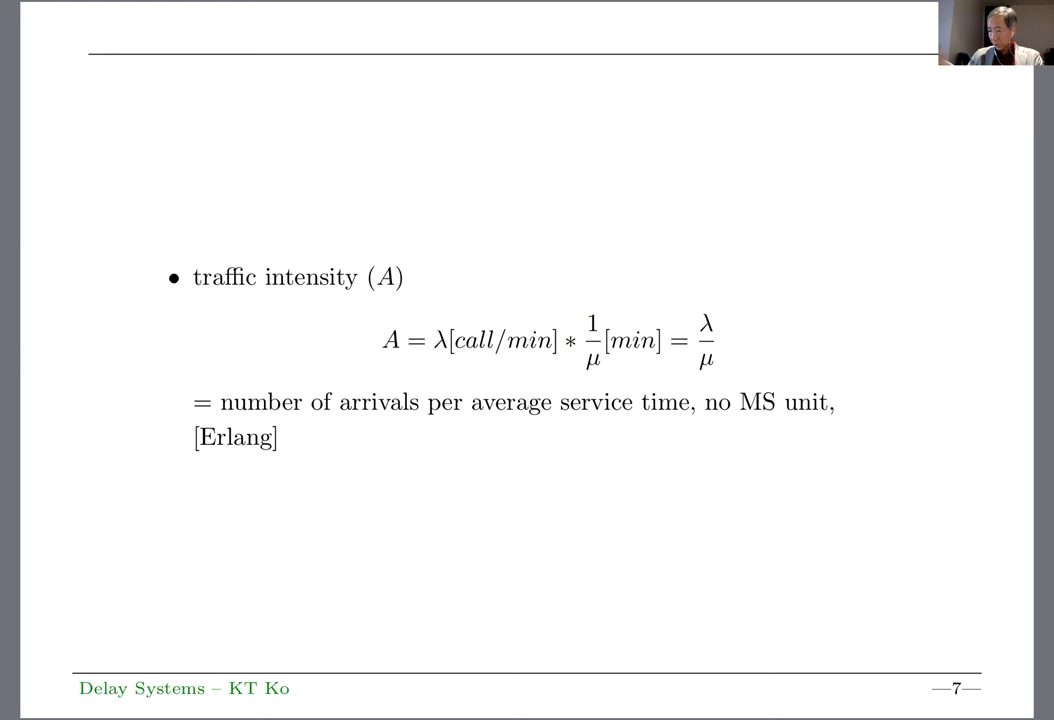 • traffic intensity (A)
A = λ[call/min] ∗ 1/μ [min] = λ/μ
= number of arrivals per average service time, no MS unit,
[Erlang]
Delay Systems – KT Ko —7—